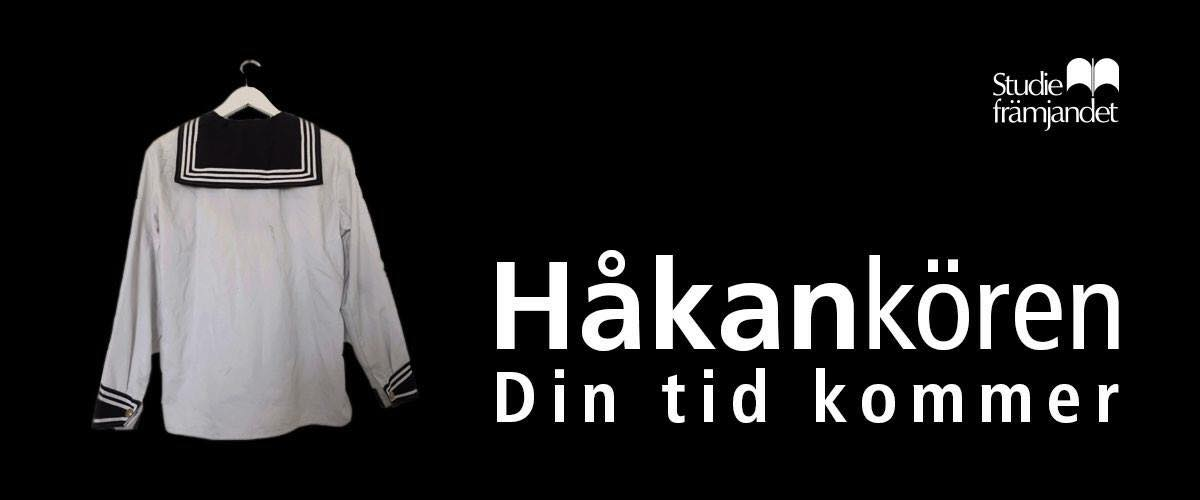 Studie
främjandet
Håkankören
Din tid kommer